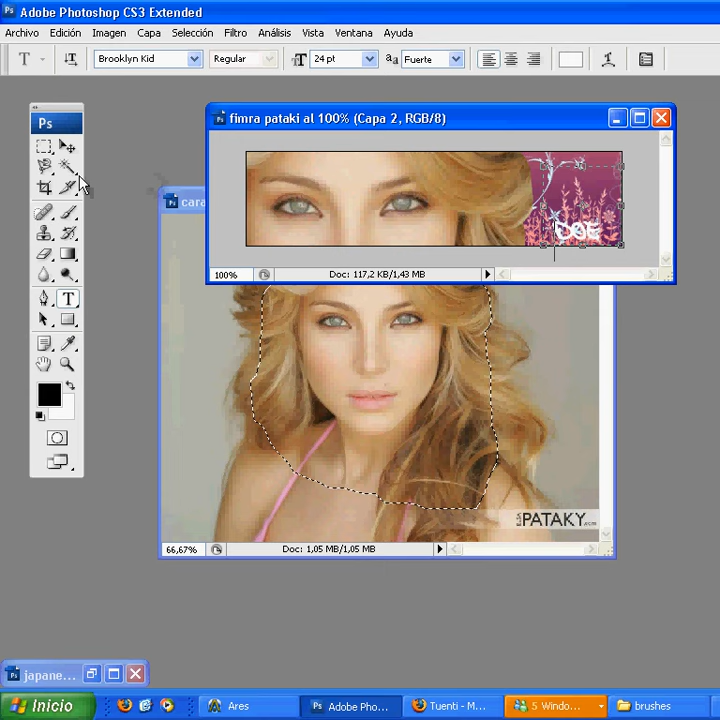 Adobe Photoshop CS3 Extended
Archivo Edición Imagen Capa Selección Filtro Análisis Vista Ventana Ayuda
T Brooklyn Kid Regular 24 pt aa Fuerte
Ps
fimra pataki al 100% (Capa 2, RGB/8)
cara
DOE
100% Doc: 117,2 KB/1,43 MB
T
PATAKY.com
66,67% Doc: 1,05 MB/1,05 MB
japane...
Inicio Ares Adobe Pho... Tuenti - M... 5 Windo... brushes